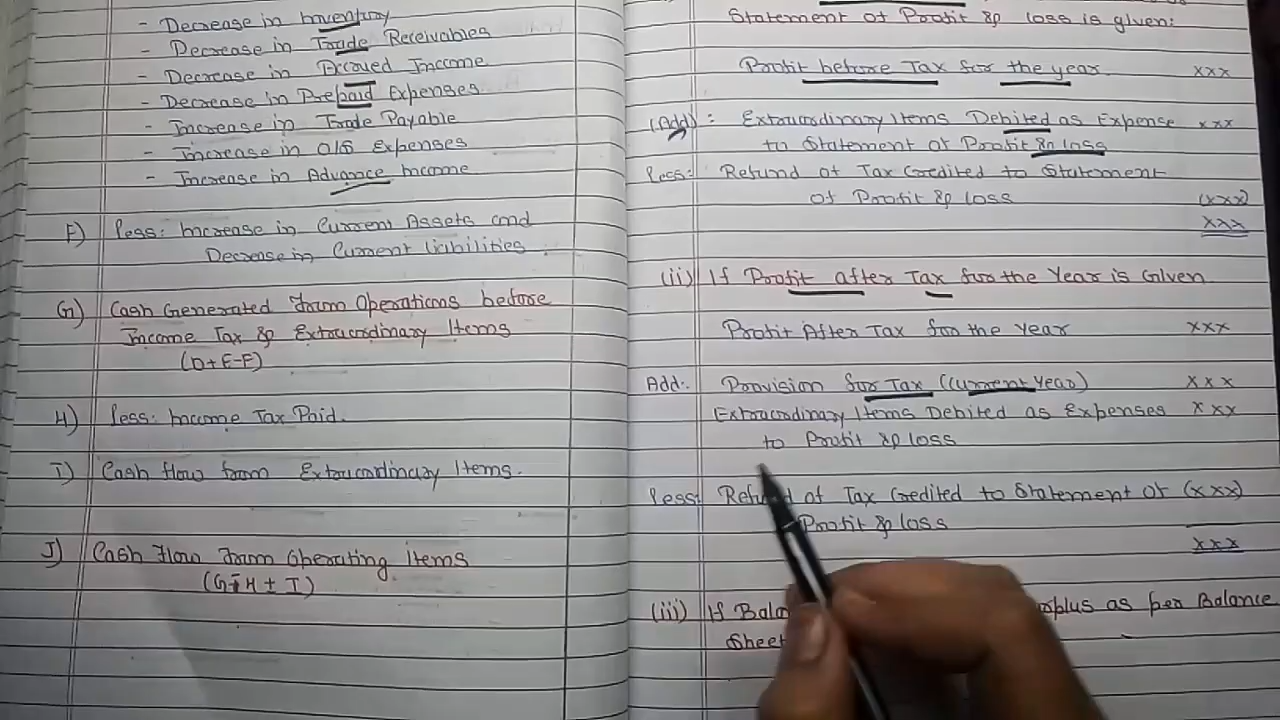 - Decrease in Inventory
- Decrease in Trade Receivables
- Decrease in Accrued Income
- Decrease in Prepaid Expenses
- Increase in Trade Payable
- Increase in O/S Expenses
- Increase in Advance Income
F) Less: Increase in Current Assets and
Decrease in Current Liabilities
G) Cash Generated From Operations before
Income Tax & Extraordinary Items
(D+E-F)
H) Less: Income Tax Paid.
I) Cash flow from Extraordinary Items.
J) Cash Flow From Operating Items
(G-H ± I)
Statement of Profit & Loss is given:
Profit before Tax for the year. xxx
(Add): Extraordinary Items Debited as Expense xxx
to Statement of Profit & Loss
Less: Refund of Tax Credited to Statement
of Profit & Loss (xxx)
xxx
(ii) If Profit after Tax for the Year is Given
Profit After Tax for the Year xxx
Add: Provision for Tax (Current Year) xxx
Extraordinary Items Debited as Expenses xxx
to Profit & Loss
Less: Refund of Tax Credited to Statement of (xxx)
Profit & Loss
xxx
(iii) If as per Balance
Sheet